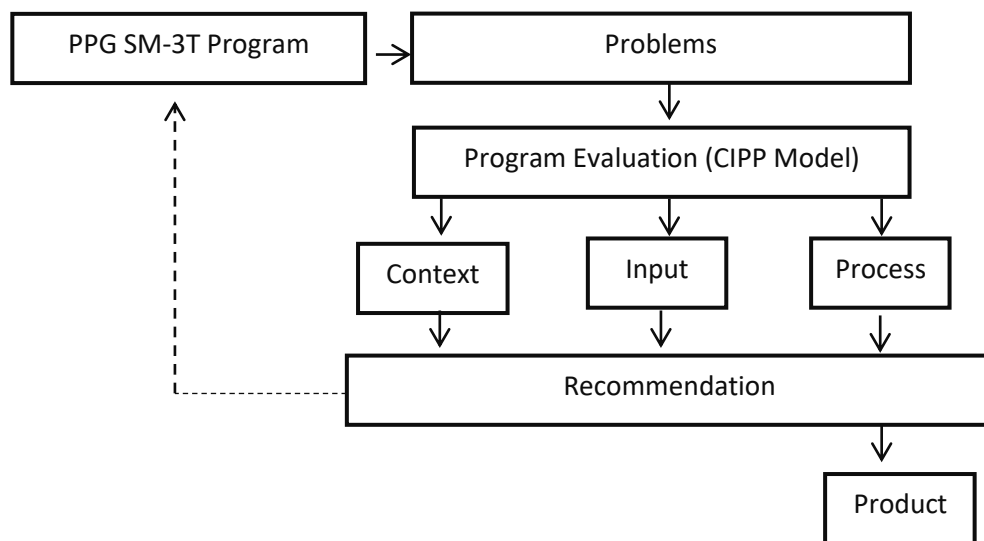 PPG SM-3T Program
Problems
Program Evaluation (CIPP Model)
Context
Input
Process
Recommendation
Product